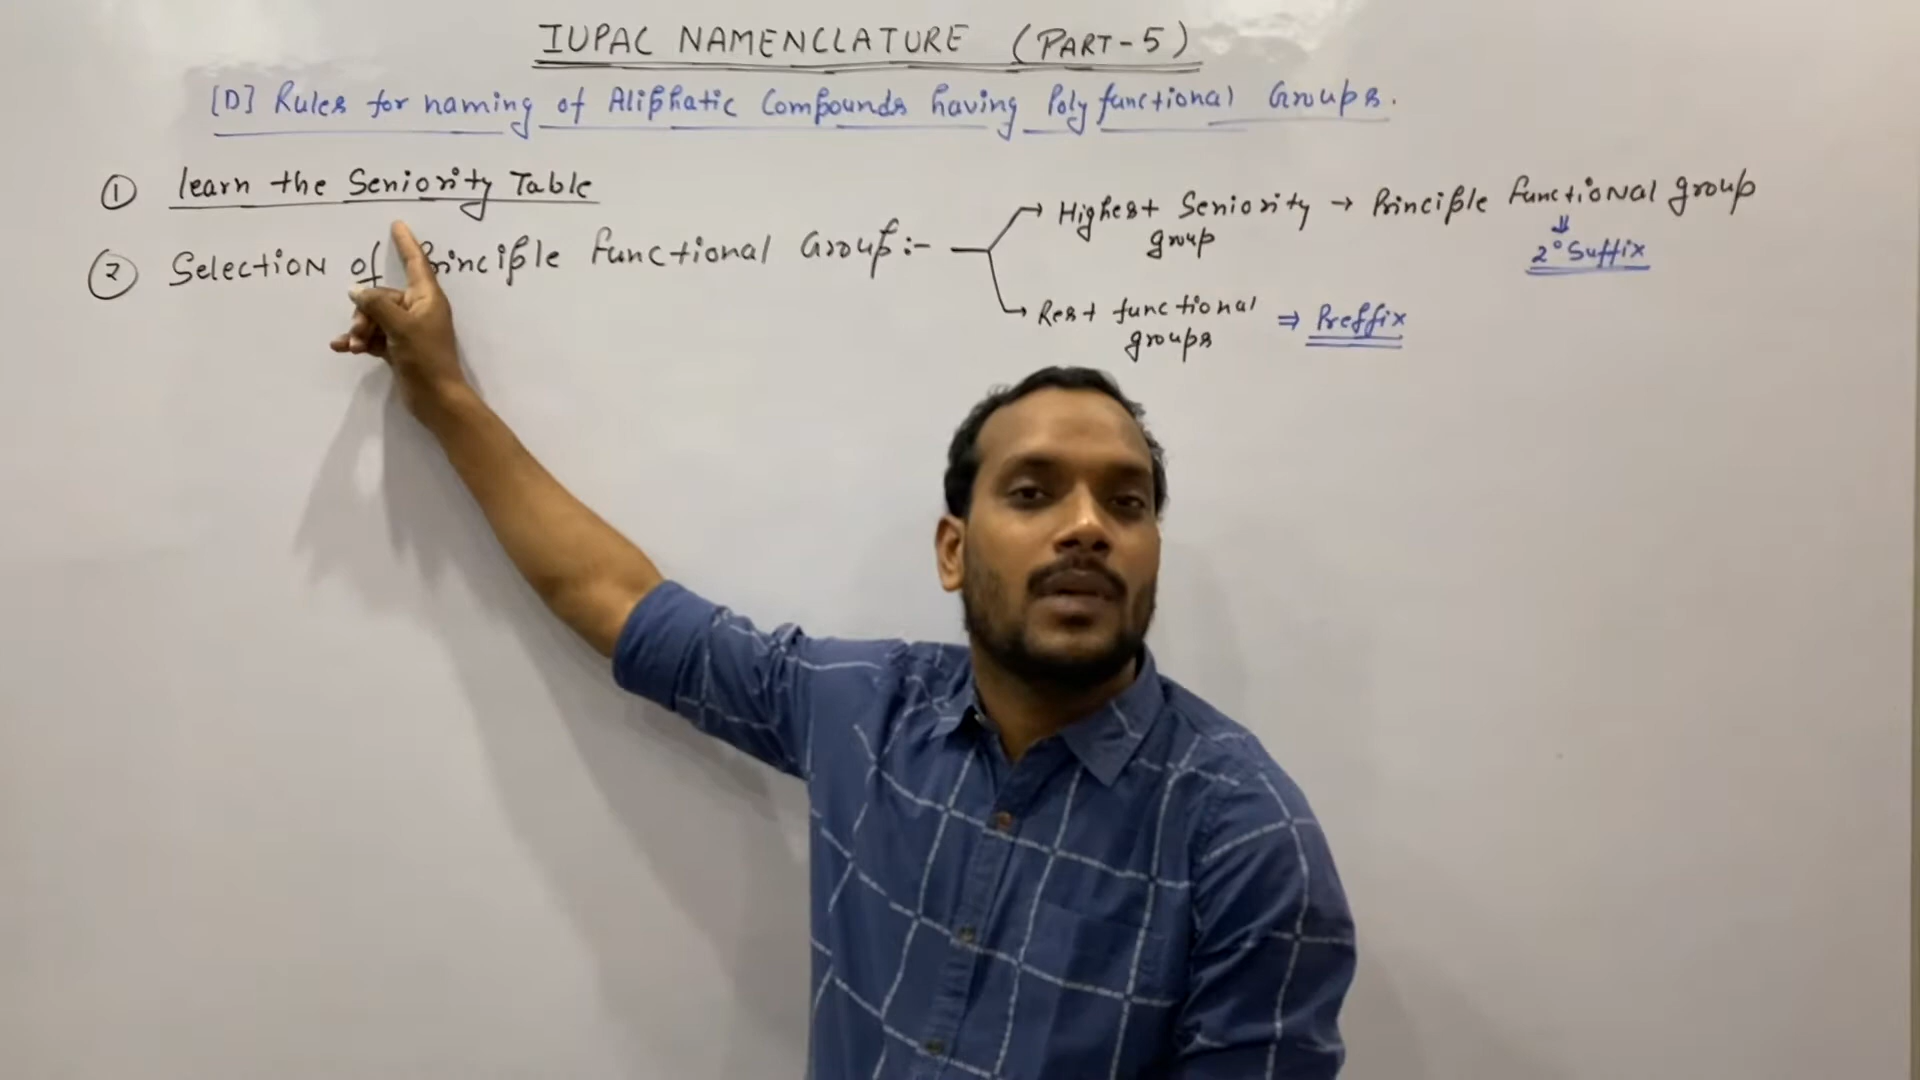 IUPAC NAMENCLATURE (PART-5)
[D] Rules for naming of Aliphatic Compounds having Poly functional Groups.
① learn the Seniority Table
② Selection of Principle functional Group:-
→ Highest Seniority group → Principle functional group
⇓
2° Suffix
→ Rest functional groups ⇒ Preffix